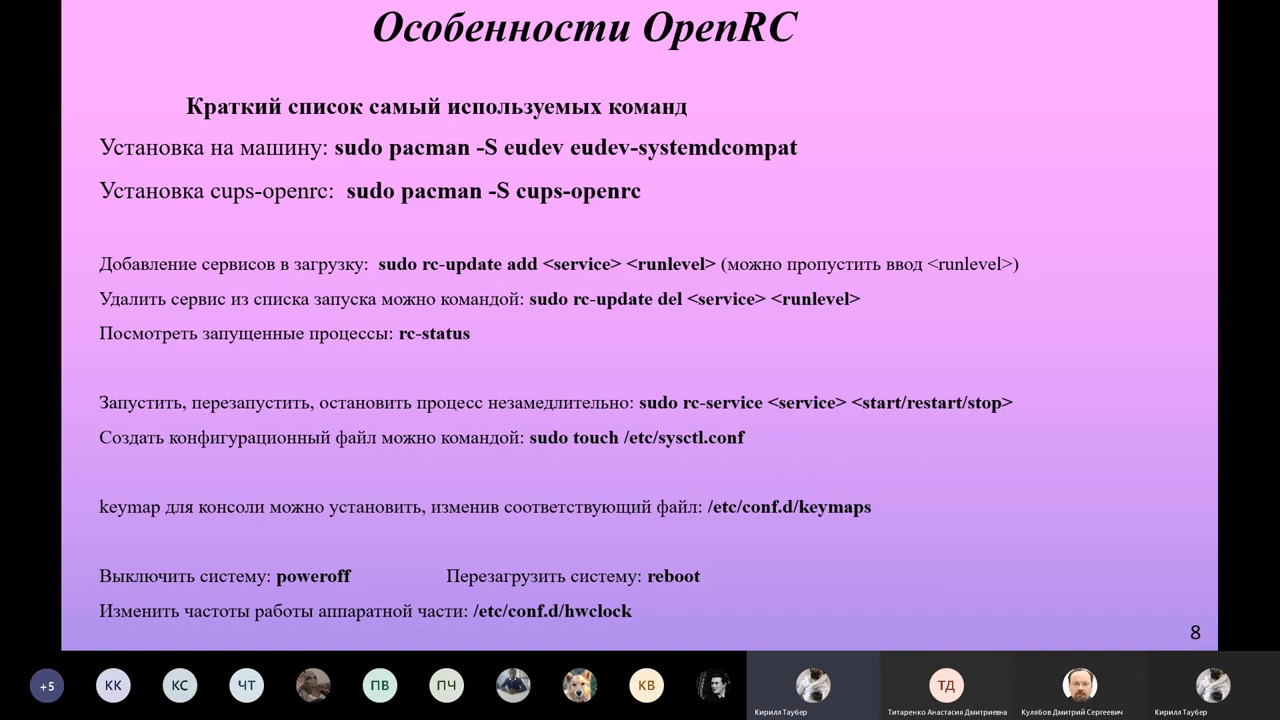 Особенности OpenRC
Краткий список самый используемых команд
Установка на машину: sudo pacman -S eudev eudev-systemdcompat
Установка cups-openrc: sudo pacman -S cups-openrc
Добавление сервисов в загрузку: sudo rc-update add <service> <runlevel> (можно пропустить ввод <runlevel>)
Удалить сервис из списка запуска можно командой: sudo rc-update del <service> <runlevel>
Посмотреть запущенные процессы: rc-status
Запустить, перезапустить, остановить процесс незамедлительно: sudo rc-service <service> <start/restart/stop>
Создать конфигурационный файл можно командой: sudo touch /etc/sysctl.conf
keymap для консоли можно установить, изменив соответствующий файл: /etc/conf.d/keymaps
Выключить систему: poweroff Перезагрузить систему: reboot
Изменить частоты работы аппаратной части: /etc/conf.d/hwclock
8
+5 КК КС ЧТ ПВ ПЧ КВ ТД
Кирилл Таубер Титаренко Анастасия Дмитриевна Кулябов Дмитрий Сергеевич Кирилл Таубер